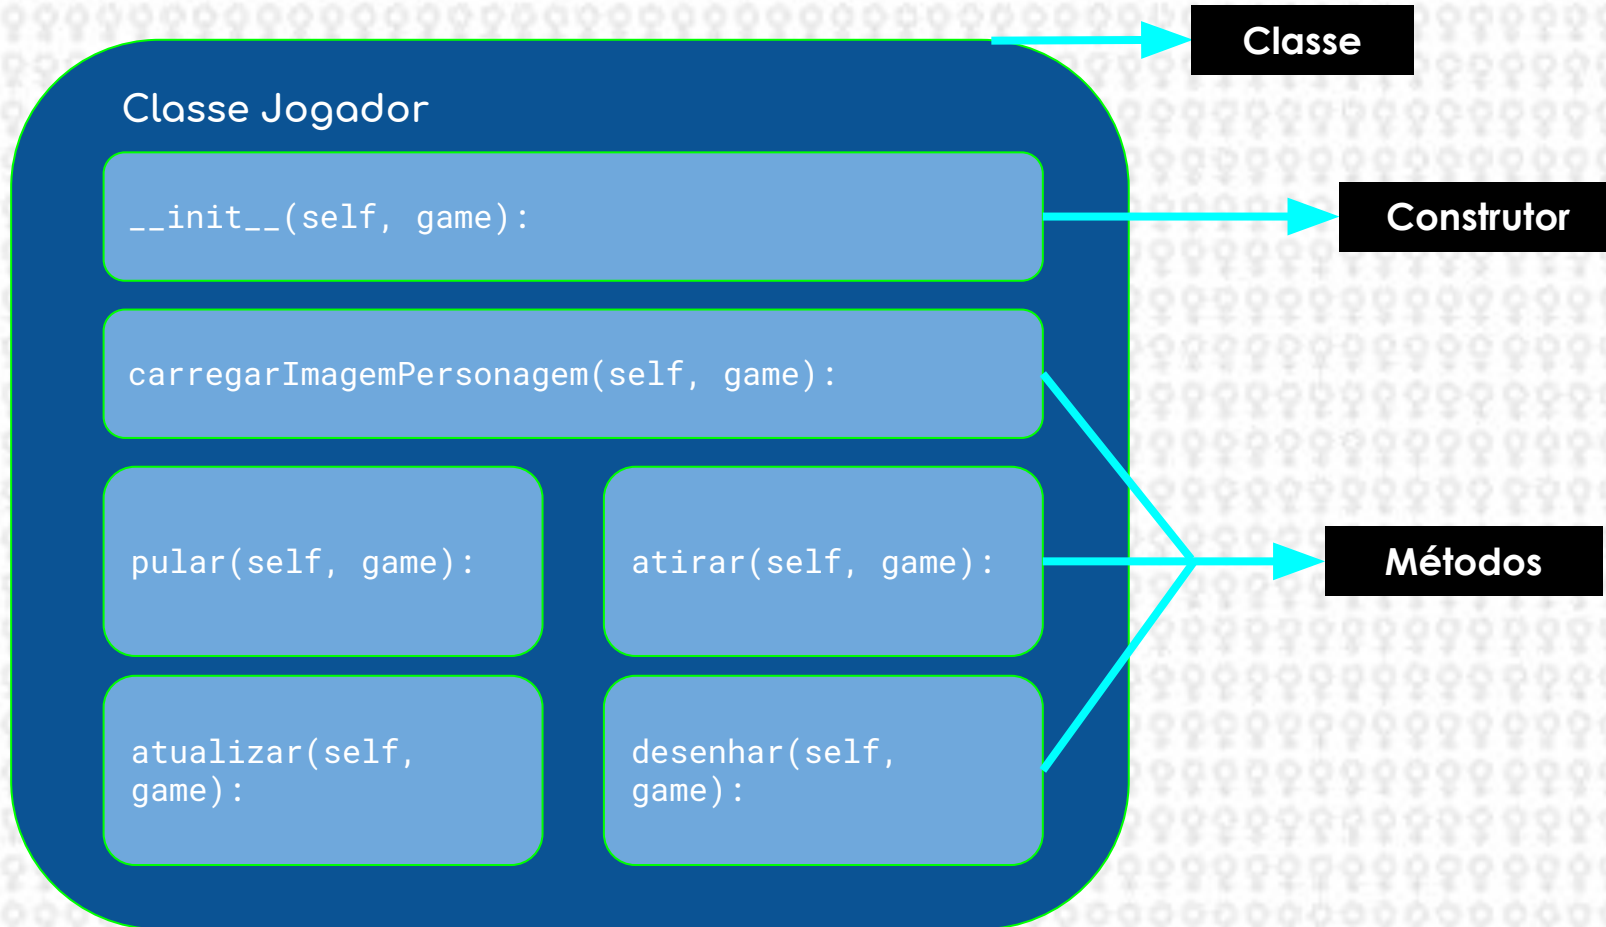 Classe
Classe Jogador
__init__(self, game):
Construtor
carregarImagemPersonagem(self, game):
pular(self, game):
atirar(self, game):
Métodos
atualizar(self,
game):
desenhar(self,
game):